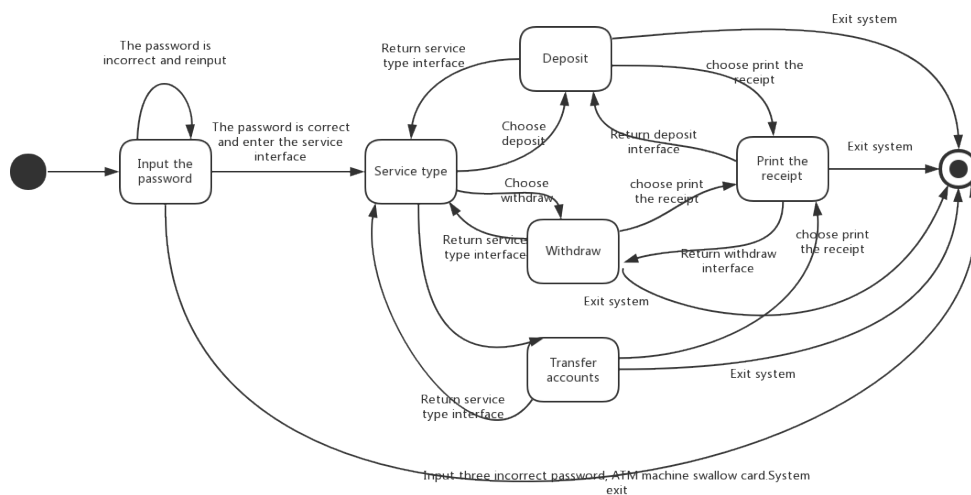 Exit system
The password is
incorrect and reinput
Return service
type interface
Deposit
choose print the
receipt
The password is correct
and enter the service
interface
Choose
deposit
Return deposit
interface
Input the
password
Service type
Print the
receipt
Exit system
Choose
withdraw
choose print
the receipt
Return service
type interface
Withdraw
Return withdraw
interface
choose print
the receipt
Exit system
Transfer
accounts
Exit system
Return service
type interface
Input three incorrect password, ATM machine swallow card.System
exit